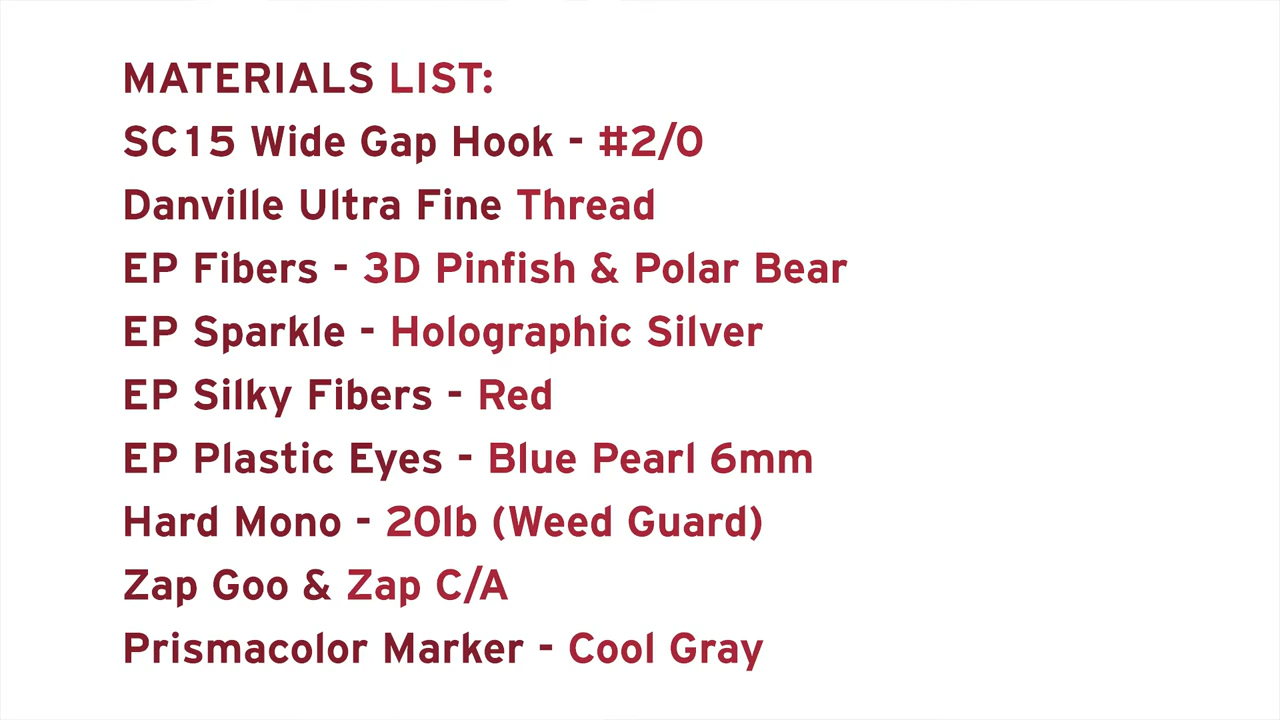 MATERIALS LIST:
SC15 Wide Gap Hook - #2/0
Danville Ultra Fine Thread
EP Fibers - 3D Pinfish & Polar Bear
EP Sparkle - Holographic Silver
EP Silky Fibers - Red
EP Plastic Eyes - Blue Pearl 6mm
Hard Mono - 20lb (Weed Guard)
Zap Goo & Zap C/A
Prismacolor Marker - Cool Gray